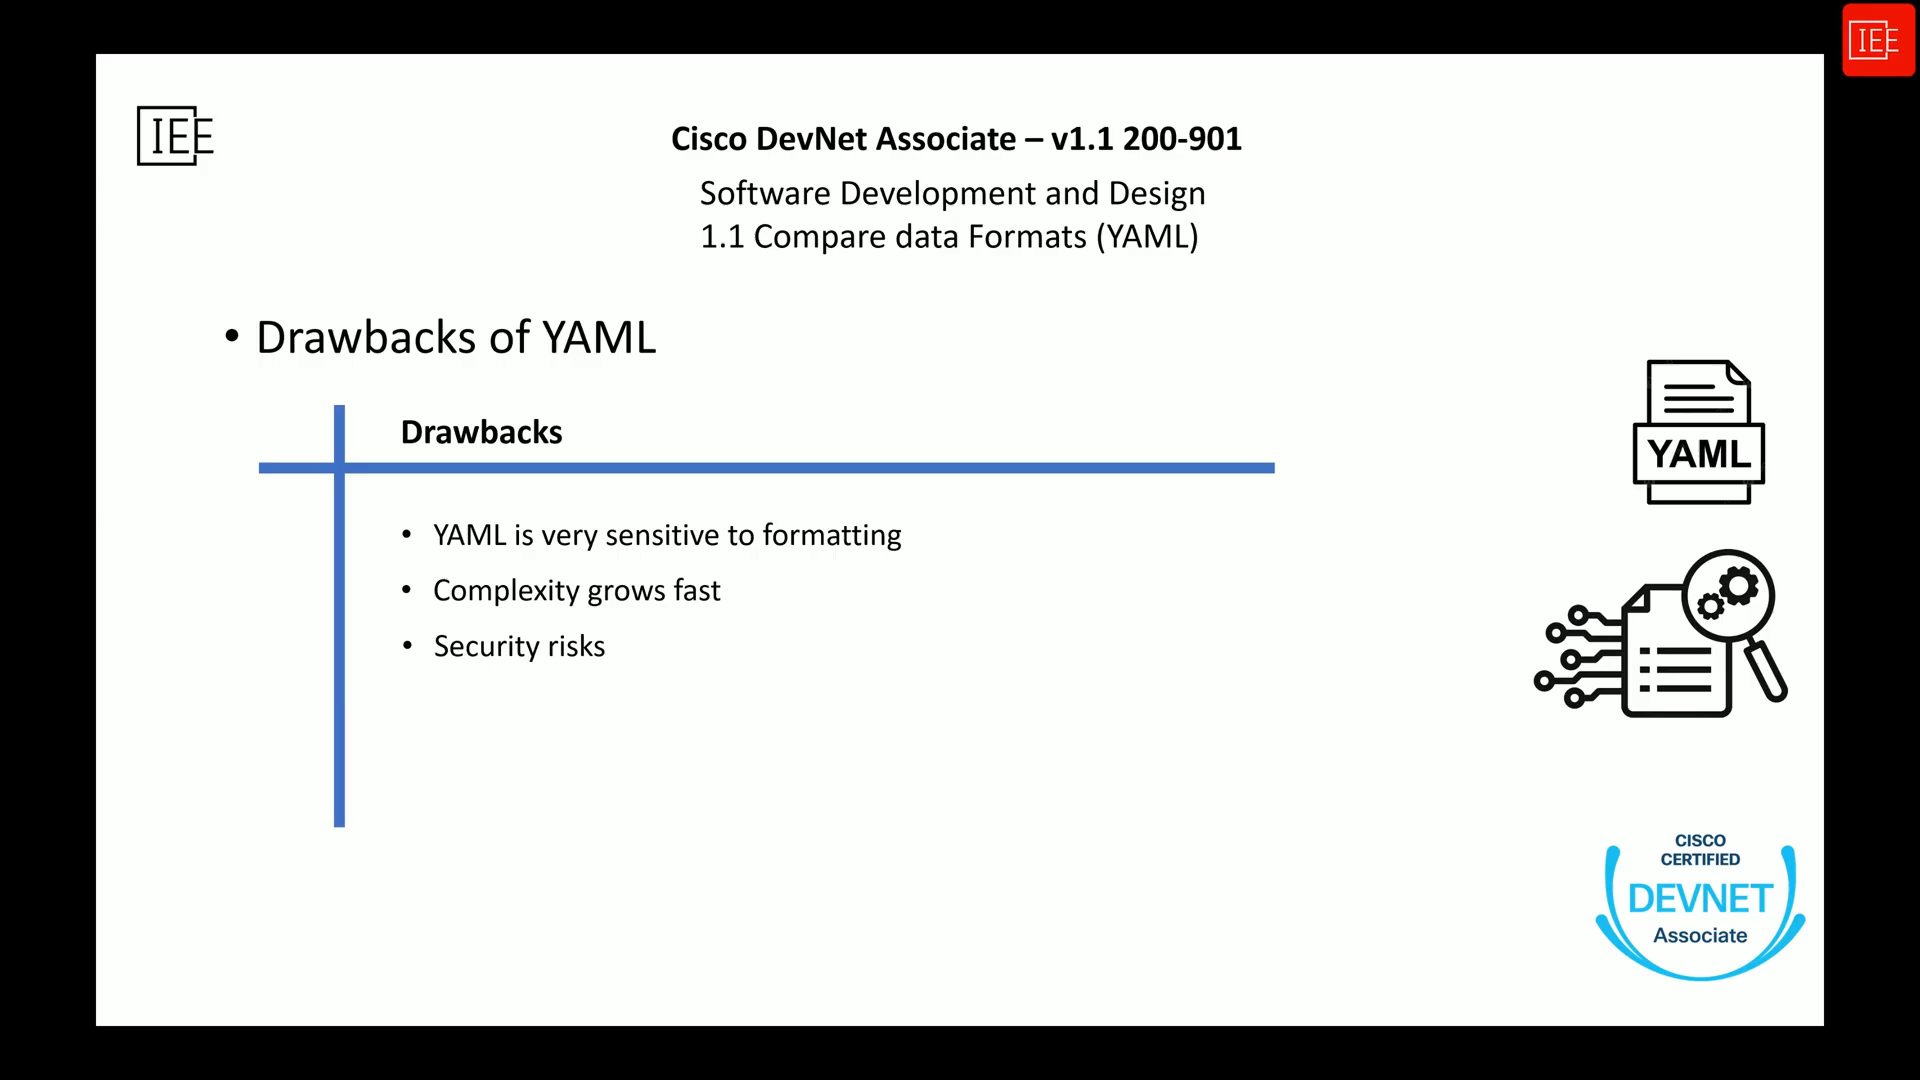 IEE
IEE
Cisco DevNet Associate – v1.1 200-901
Software Development and Design
1.1 Compare data Formats (YAML)
• Drawbacks of YAML
Drawbacks
• YAML is very sensitive to formatting
• Complexity grows fast
• Security risks
YAML
CISCO
CERTIFIED
DEVNET
Associate